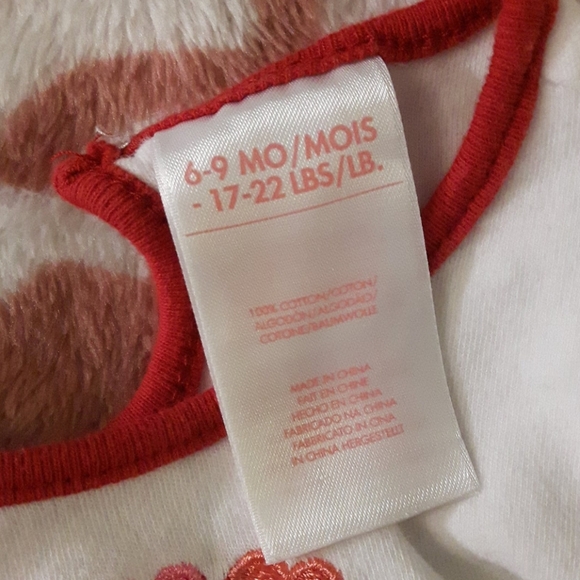 6-9 MO/MOIS
- 17-22 LBS/LB.
100% COTTON/COTON/
ALGODÓN/ALGODÃO/
COTONE/BAUMWOLLE
MADE IN CHINA
FAIT EN CHINE
HECHO EN CHINA
FABRICADO NA CHINA
FABBRICATO IN CINA
IN CHINA HERGESTELLT